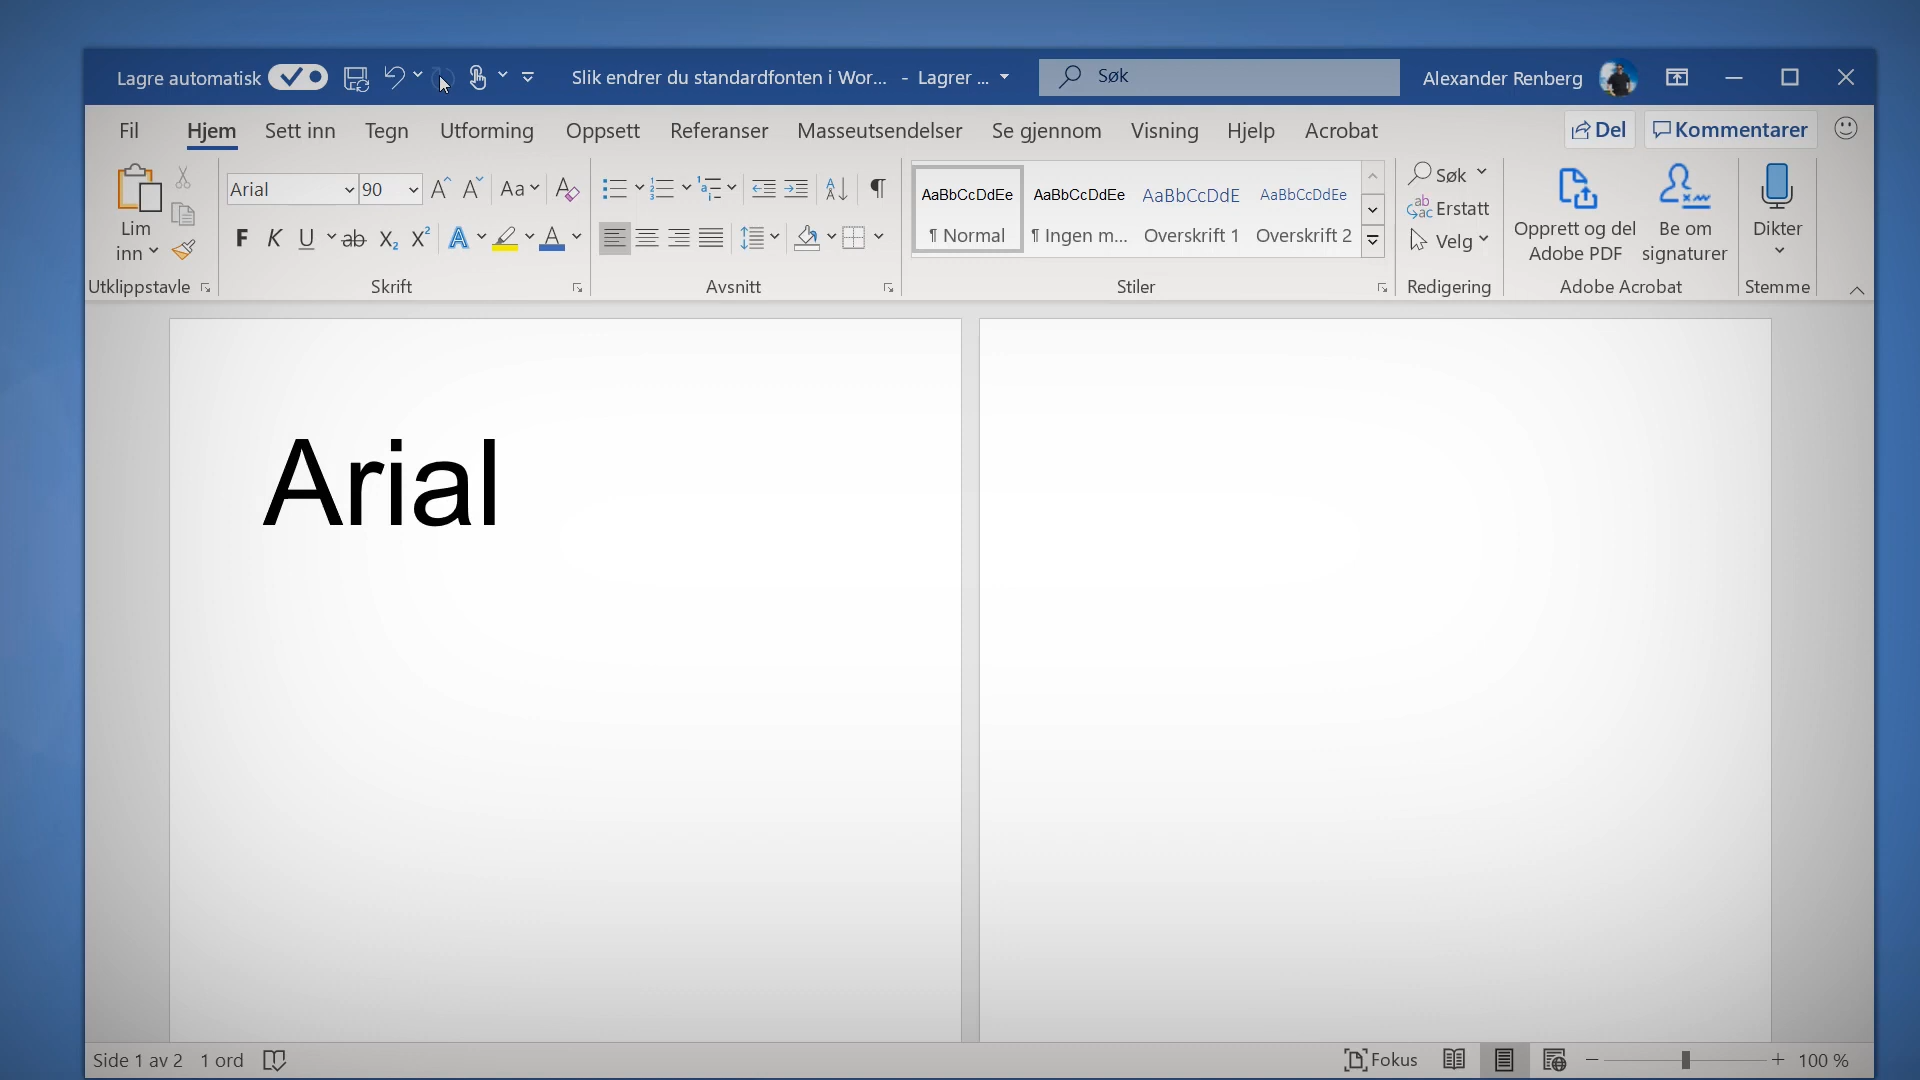 Lagre automatisk
Slik endrer du standardfonten i Wor... - Lagrer ...
Søk
Alexander Renberg
Fil Hjem Sett inn Tegn Utforming Oppsett Referanser Masseutsendelser Se gjennom Visning Hjelp Acrobat
Del
Kommentarer
Lim
inn
Utklippstavle
Arial
90
Aa
F K U ab X₂ X² A A
Skrift
Avsnitt
AaBbCcDdEe AaBbCcDdEe AaBbCcDdE AaBbCcDdEe
¶ Normal ¶ Ingen m... Overskrift 1 Overskrift 2
Stiler
Søk
Erstatt
Velg
Redigering
Opprett og del
Adobe PDF
Be om
signaturer
Adobe Acrobat
Dikter
Stemme
Arial
Side 1 av 2 1 ord
Fokus
100 %